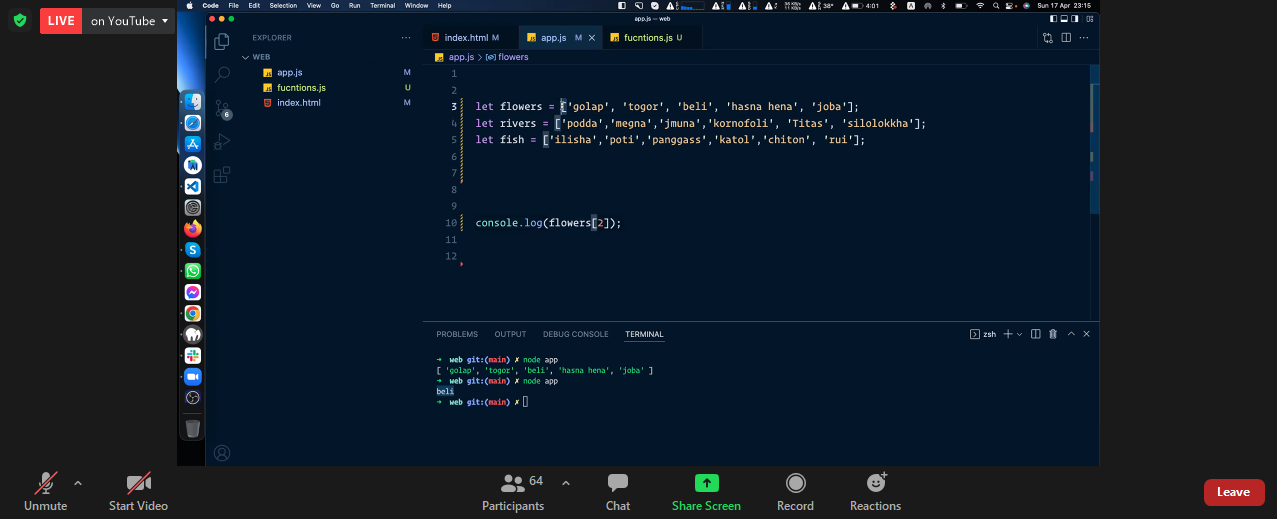 LIVE on YouTube
Code File Edit Selection View Go Run Terminal Window Help 38° 4:01 Sun 17 Apr 23:15
app.js — web
EXPLORER
index.html M
app.js M
fucntions.js U
WEB
app.js > flowers
app.js M
fucntions.js U
index.html M
6
1
2
3 let flowers = ['golap', 'togor', 'beli', 'hasna hena', 'joba'];
4 let rivers = ['podda','megna','jmuna','kornofoli', 'Titas', 'silolokkha'];
5 let fish = ['ilisha','poti','panggass','katol','chiton', 'rui'];
6
7
8
9
10 console.log(flowers[2]);
11
12
PROBLEMS OUTPUT DEBUG CONSOLE TERMINAL zsh
→ web git:(main) ✗ node app
[ 'golap', 'togor', 'beli', 'hasna hena', 'joba' ]
→ web git:(main) ✗ node app
beli
→ web git:(main) ✗
64
Unmute Start Video Participants Chat Share Screen Record Reactions Leave